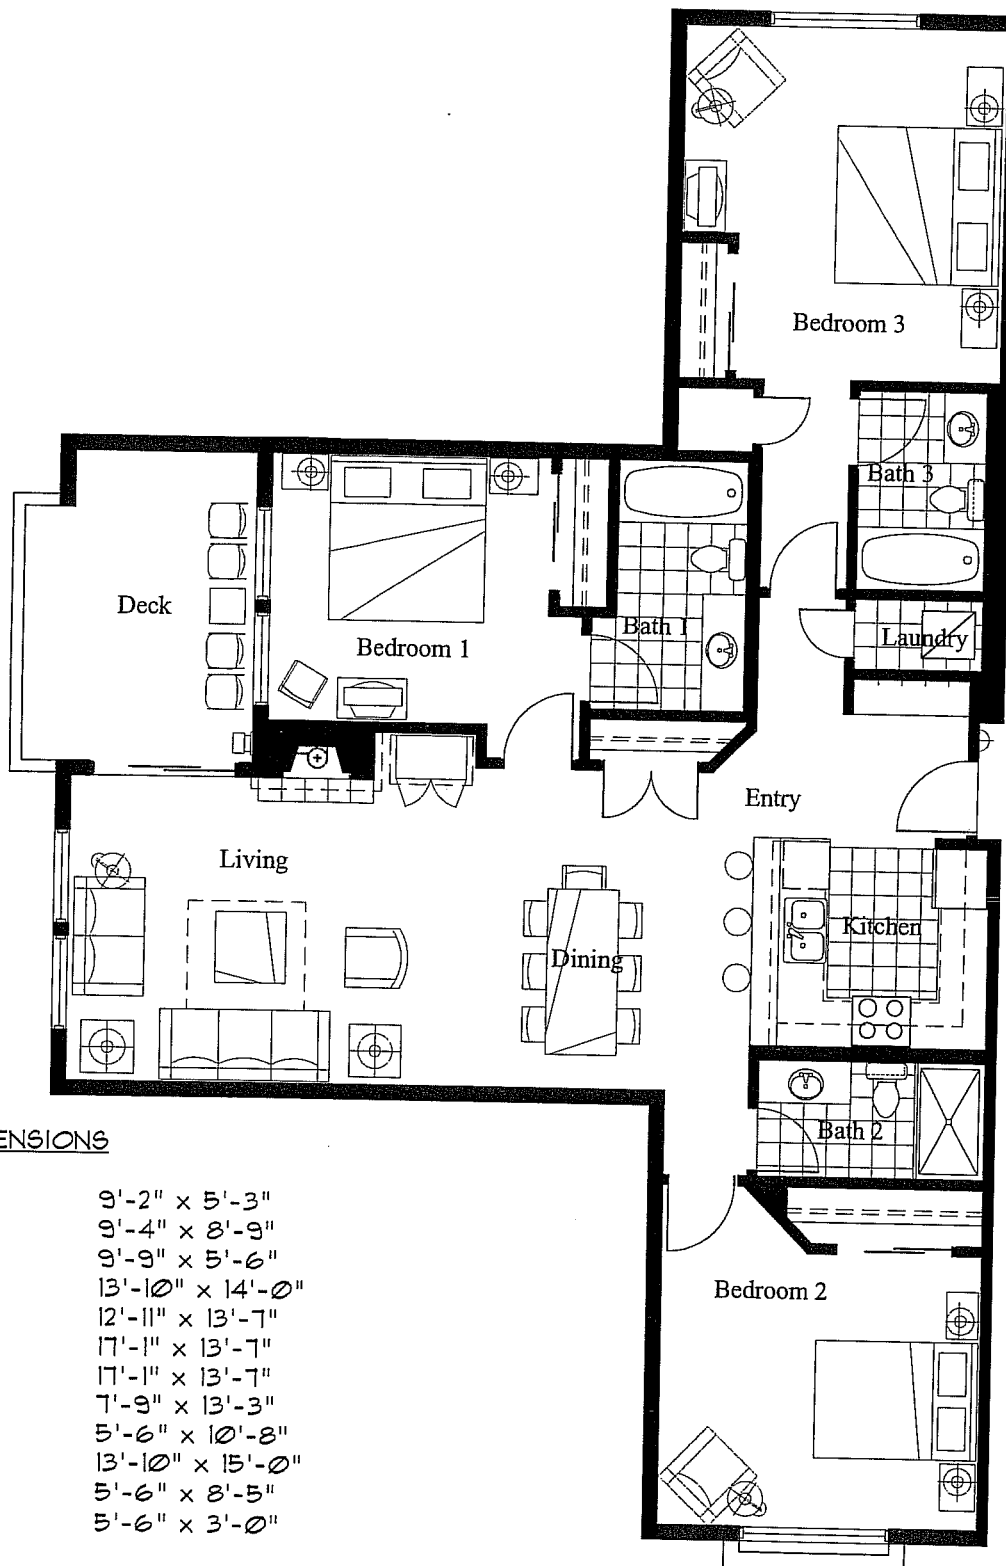 Bedroom 3
Bath 3
Deck
Bedroom 1
Bath 1
Laundry
Entry
Living
Kitchen
Dining
Bath 2
Bedroom 2
ENSIONS
9'-2" x 5'-3"
9'-4" x 8'-9"
9'-9" x 5'-6"
13'-10" x 14'-0"
12'-11" x 13'-7"
17'-1" x 13'-7"
17'-1" x 13'-7"
7'-9" x 13'-3"
5'-6" x 10'-8"
13'-10" x 15'-0"
5'-6" x 8'-5"
5'-6" x 3'-0"